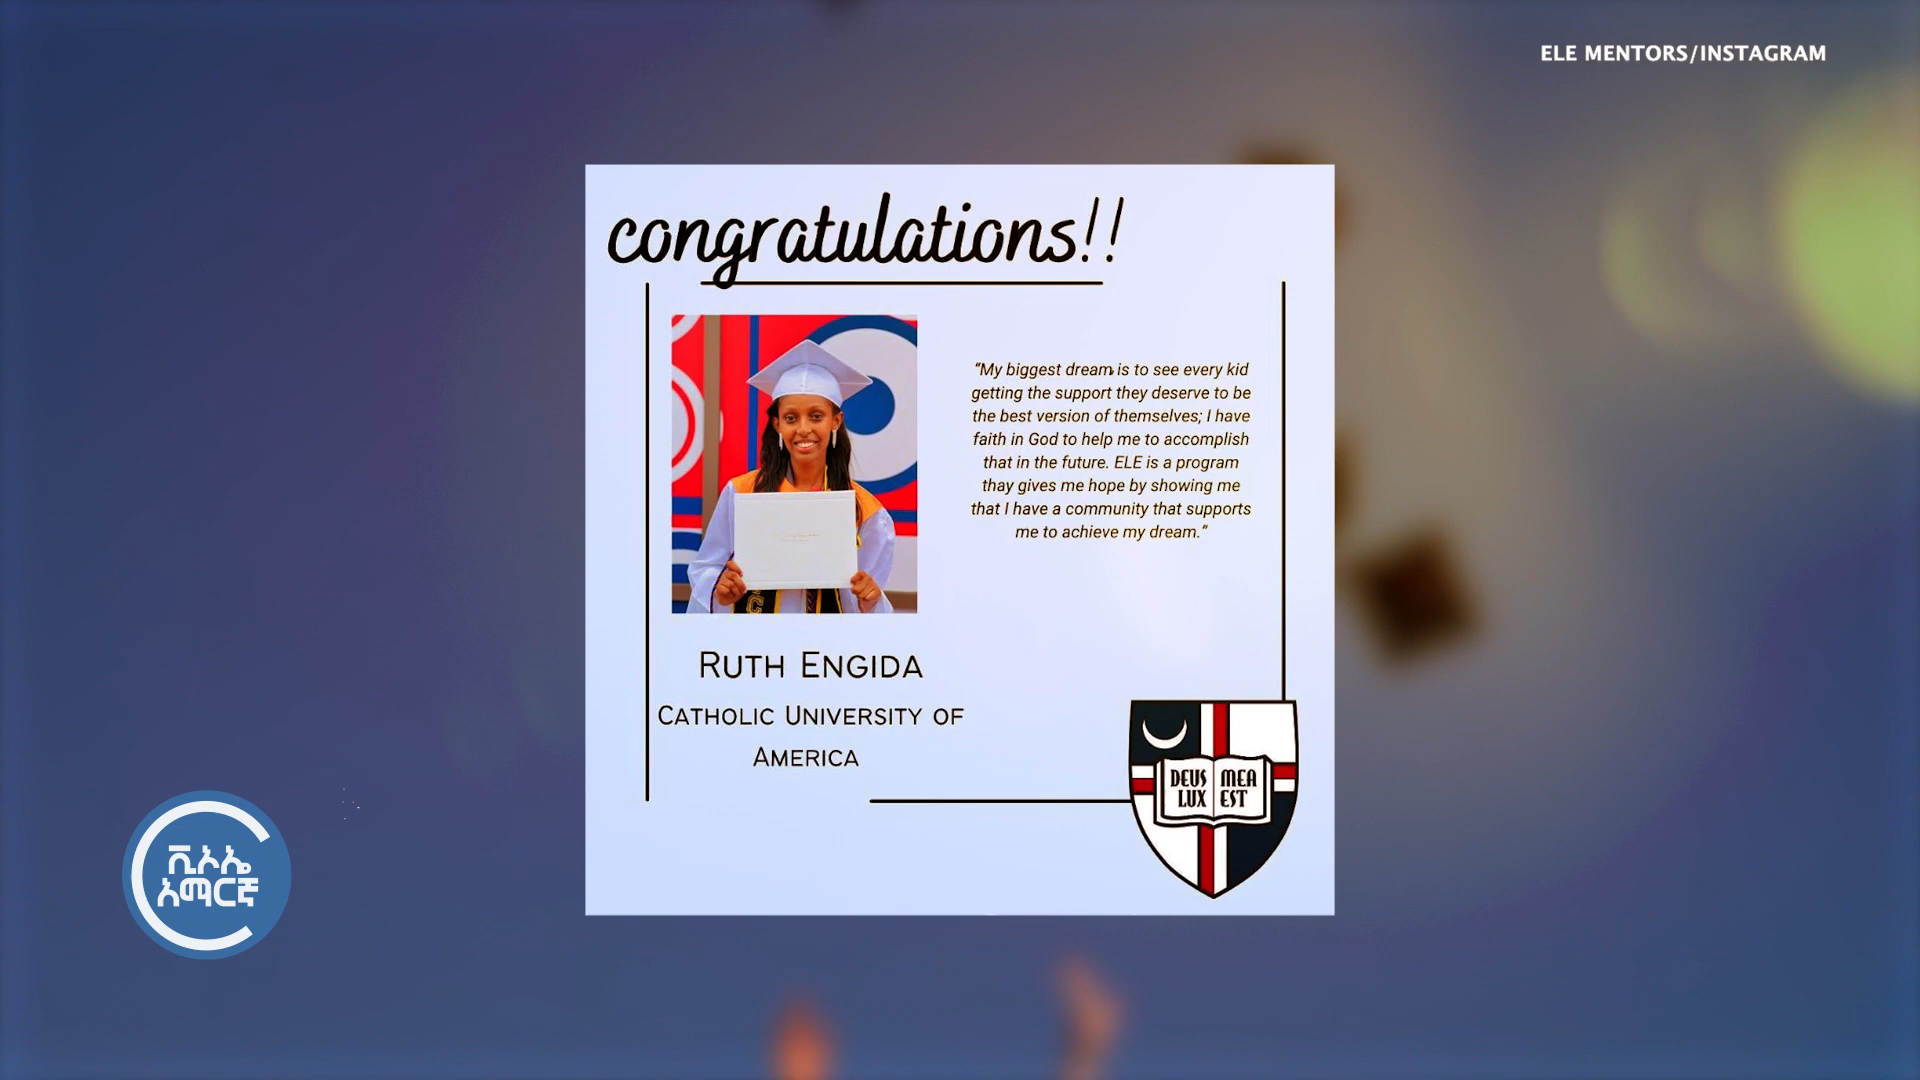 ELE MENTORS/INSTAGRAM
congratulations!!
“My biggest dream is to see every kid
getting the support they deserve to be
the best version of themselves; I have
faith in God to help me to accomplish
that in the future. ELE is a program
thay gives me hope by showing me
that I have a community that supports
me to achieve my dream.”
RUTH ENGIDA
CATHOLIC UNIVERSITY OF
AMERICA
DEUS MEA
LUX EST
ቪኦኤ
አማርኛ